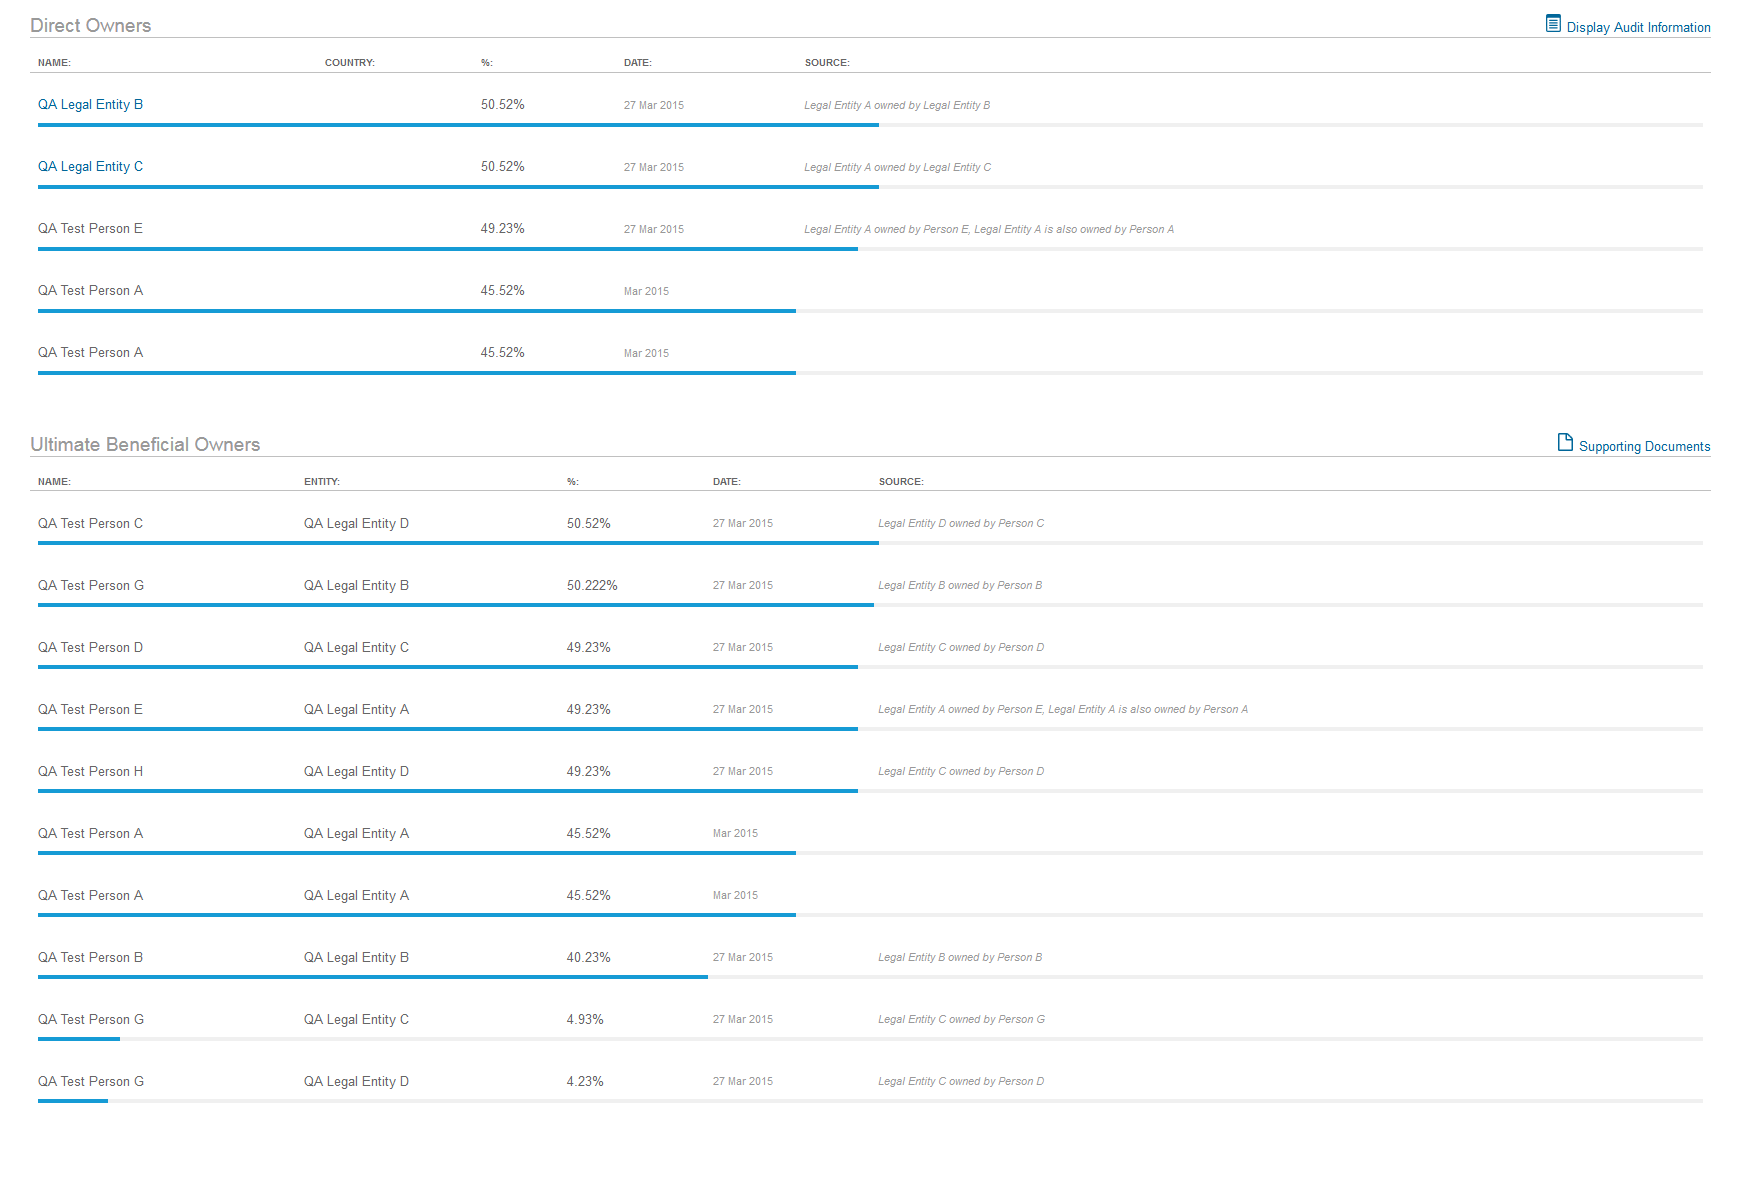 Direct Owners Display Audit Information
NAME: COUNTRY: %: DATE: SOURCE:
QA Legal Entity B 50.52% 27 Mar 2015 Legal Entity A owned by Legal Entity B
QA Legal Entity C 50.52% 27 Mar 2015 Legal Entity A owned by Legal Entity C
QA Test Person E 49.23% 27 Mar 2015 Legal Entity A owned by Person E, Legal Entity A is also owned by Person A
QA Test Person A 45.52% Mar 2015
QA Test Person A 45.52% Mar 2015
Ultimate Beneficial Owners Supporting Documents
NAME: ENTITY: %: DATE: SOURCE:
QA Test Person C QA Legal Entity D 50.52% 27 Mar 2015 Legal Entity D owned by Person C
QA Test Person G QA Legal Entity B 50.222% 27 Mar 2015 Legal Entity B owned by Person B
QA Test Person D QA Legal Entity C 49.23% 27 Mar 2015 Legal Entity C owned by Person D
QA Test Person E QA Legal Entity A 49.23% 27 Mar 2015 Legal Entity A owned by Person E, Legal Entity A is also owned by Person A
QA Test Person H QA Legal Entity D 49.23% 27 Mar 2015 Legal Entity C owned by Person D
QA Test Person A QA Legal Entity A 45.52% Mar 2015
QA Test Person A QA Legal Entity A 45.52% Mar 2015
QA Test Person B QA Legal Entity B 40.23% 27 Mar 2015 Legal Entity B owned by Person B
QA Test Person G QA Legal Entity C 4.93% 27 Mar 2015 Legal Entity C owned by Person G
QA Test Person G QA Legal Entity D 4.23% 27 Mar 2015 Legal Entity C owned by Person D